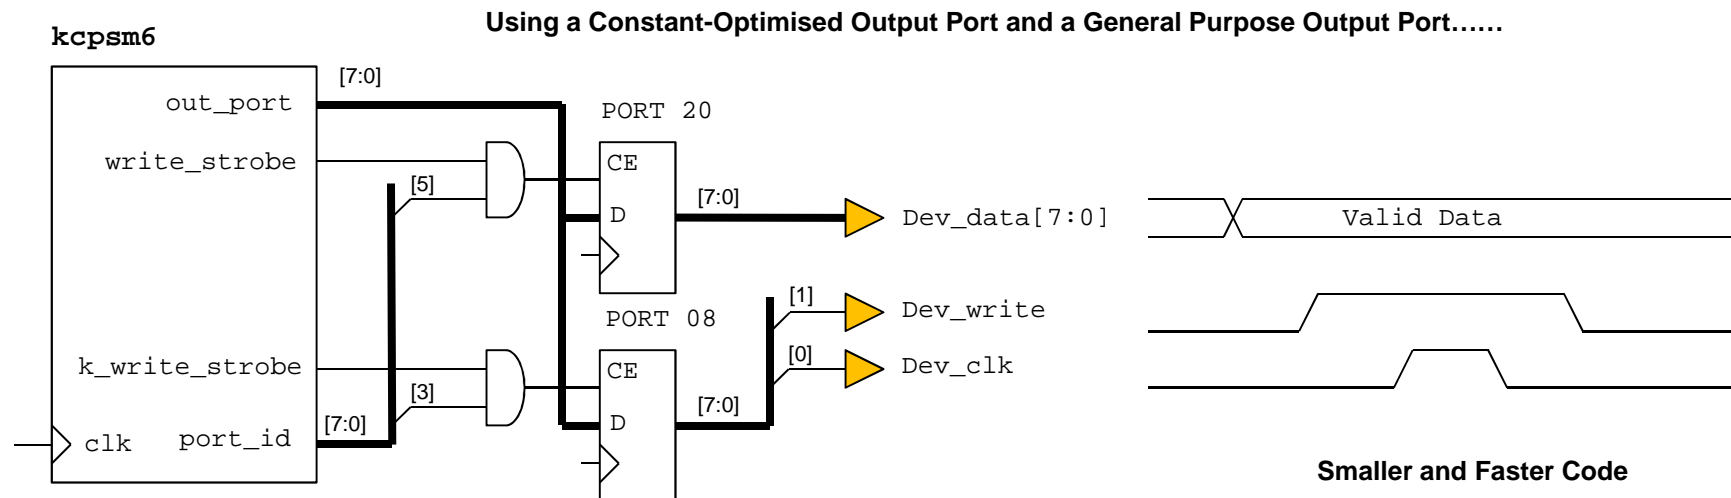 Using a Constant-Optimised Output Port and a General Purpose Output Port......
kcpsm6
[7:0]
out_port
PORT 20
write_strobe
CE
[5]
[7:0]
D
Dev_data[7:0]
Valid Data
[1]
Dev_write
PORT 08
[0]
k_write_strobe
CE
Dev_clk
[3]
[7:0]
[7:0]
D
clk
port_id
Smaller and Faster Code